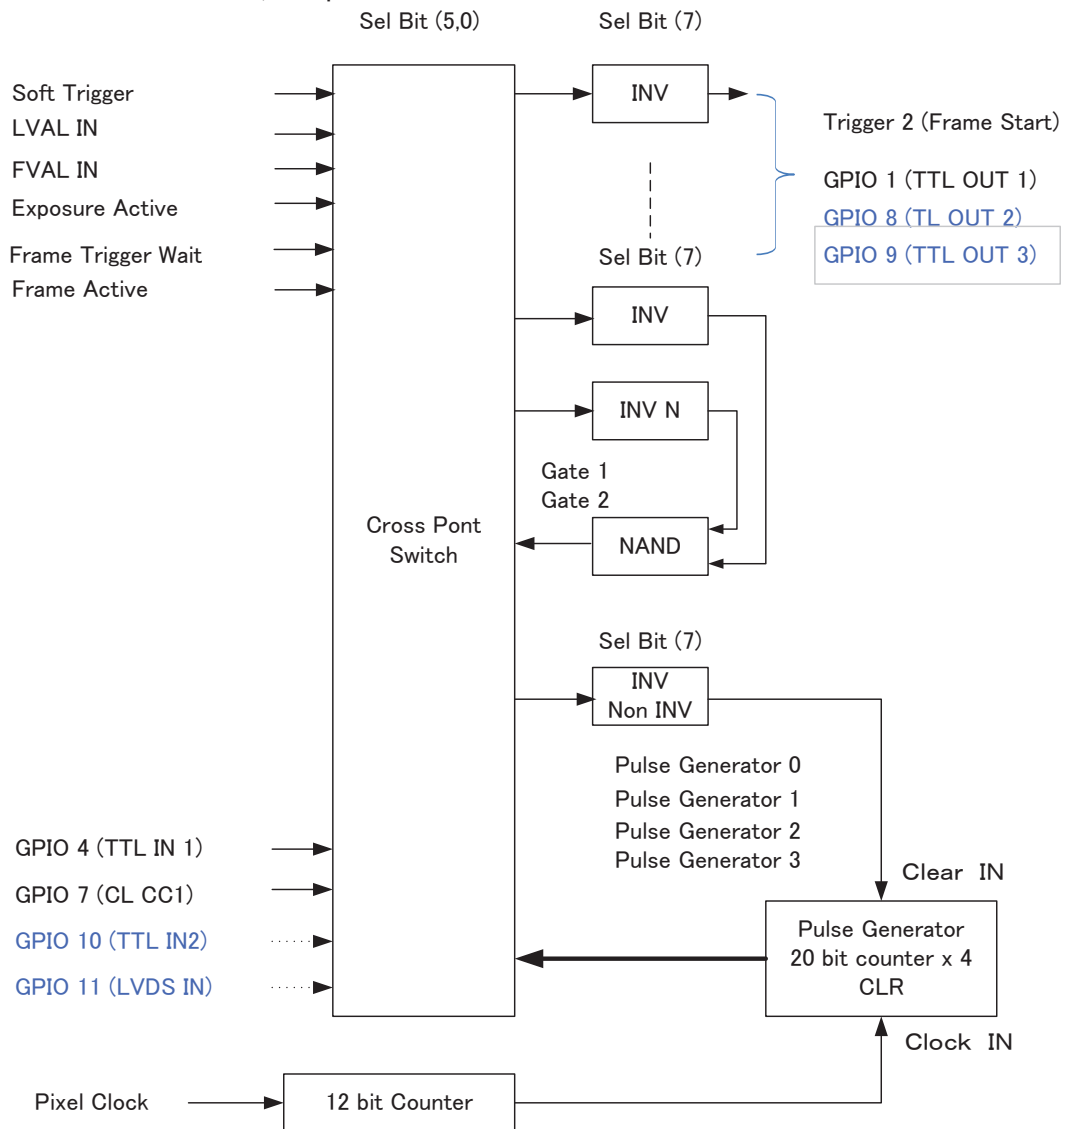 Sel Bit (5,0)
Sel Bit (7)
Soft Trigger
LVAL IN
FVAL IN
Exposure Active
Frame Trigger Wait
Frame Active
INV
Trigger 2 (Frame Start)
GPIO 1 (TTL OUT 1)
GPIO 8 (TL OUT 2)
GPIO 9 (TTL OUT 3)
Sel Bit (7)
INV
INV N
Gate 1
Gate 2
NAND
Cross Pont
Switch
Sel Bit (7)
INV
Non INV
Pulse Generator 0
Pulse Generator 1
Pulse Generator 2
Pulse Generator 3
GPIO 4 (TTL IN 1)
GPIO 7 (CL CC1)
GPIO 10 (TTL IN2)
GPIO 11 (LVDS IN)
Clear IN
Pulse Generator
20 bit counter x 4
CLR
Clock IN
Pixel Clock
12 bit Counter